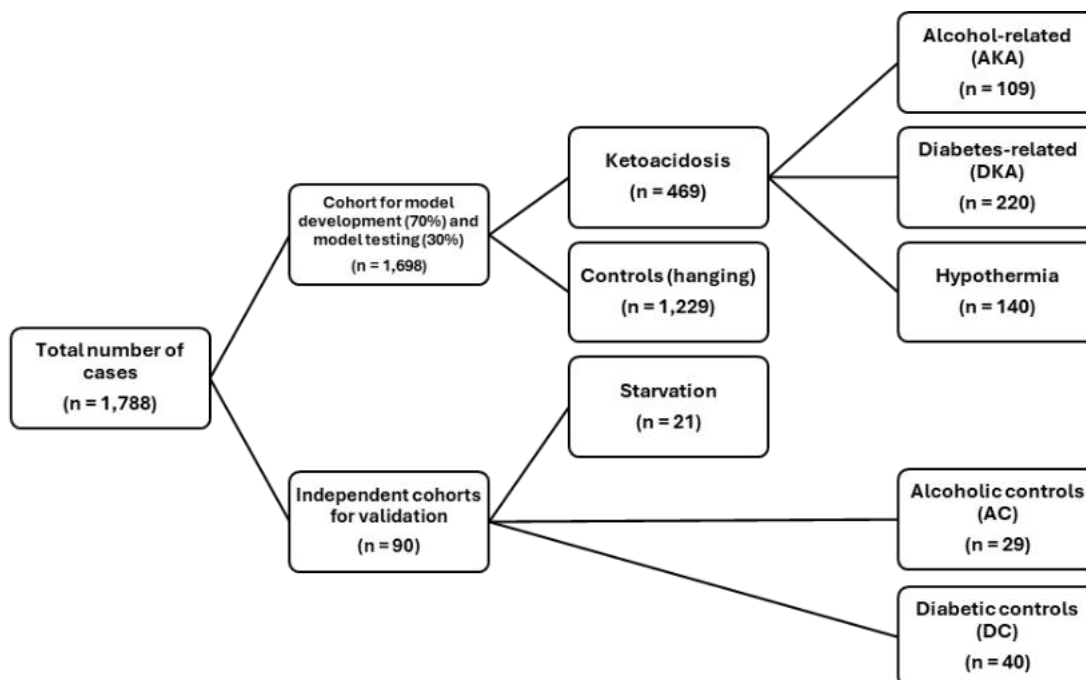 Total number of
cases
(n = 1,788)
Cohort for model
development (70%) and
model testing (30%)
(n = 1,698)
Independent cohorts
for validation
(n = 90)
Ketoacidosis
(n = 469)
Controls (hanging)
(n = 1,229)
Starvation
(n = 21)
Alcohol-related
(AKA)
(n = 109)
Diabetes-related
(DKA)
(n = 220)
Hypothermia
(n = 140)
Alcoholic controls
(AC)
(n = 29)
Diabetic controls
(DC)
(n = 40)